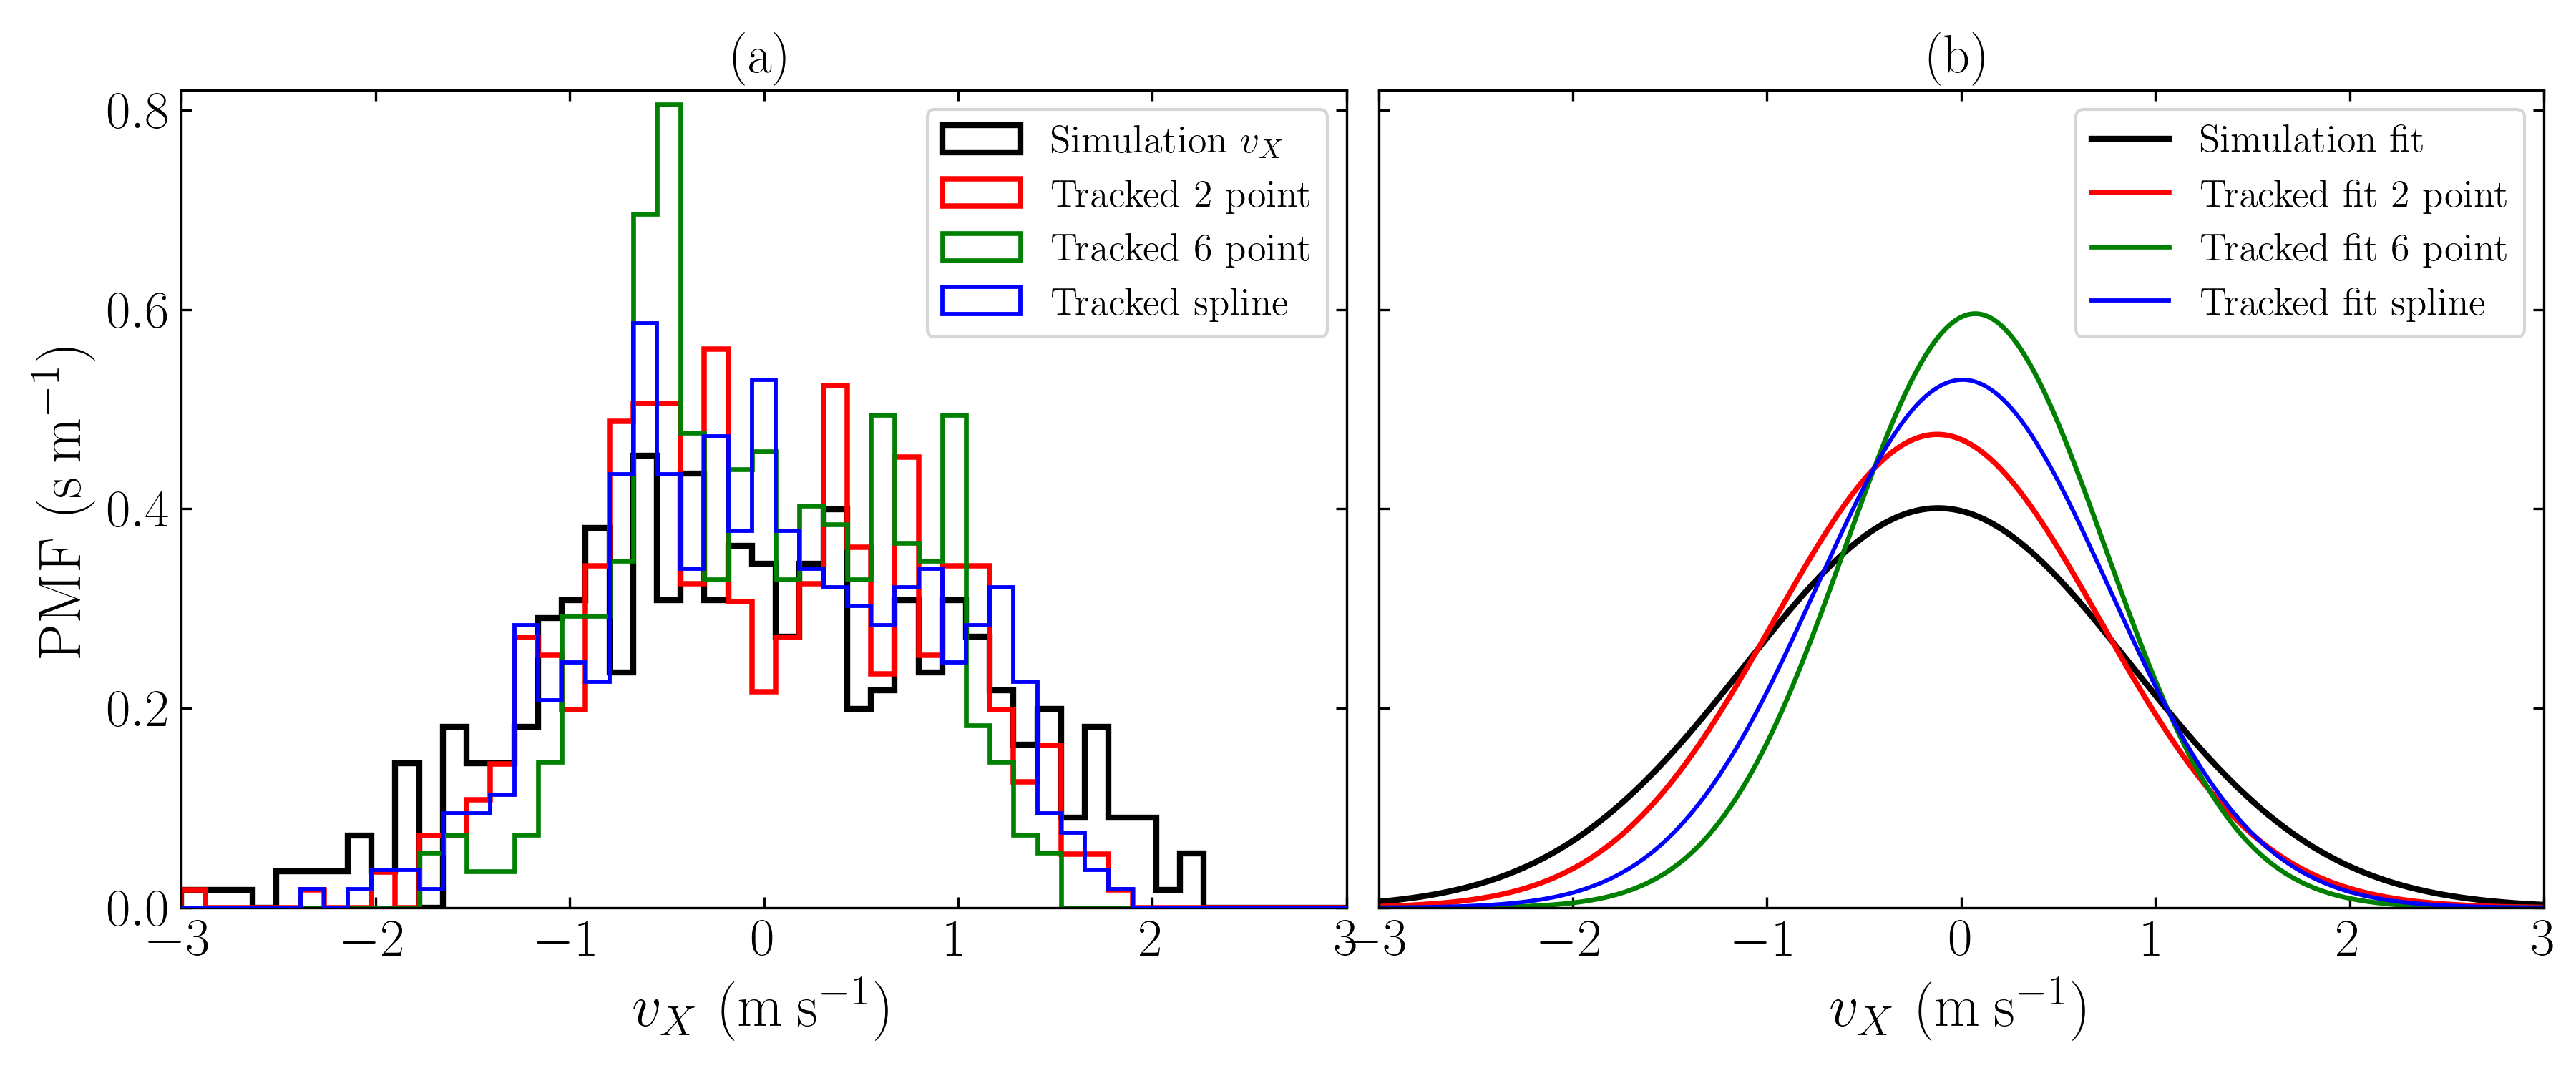 (a)
(b)
PMF (s m⁻¹)
0.8
0.6
0.4
0.2
0.0
Simulation v_X
Tracked 2 point
Tracked 6 point
Tracked spline
Simulation fit
Tracked fit 2 point
Tracked fit 6 point
Tracked fit spline
−3 −2 −1 0 1 2 3
−3 −2 −1 0 1 2 3
v_X (m s⁻¹)
v_X (m s⁻¹)